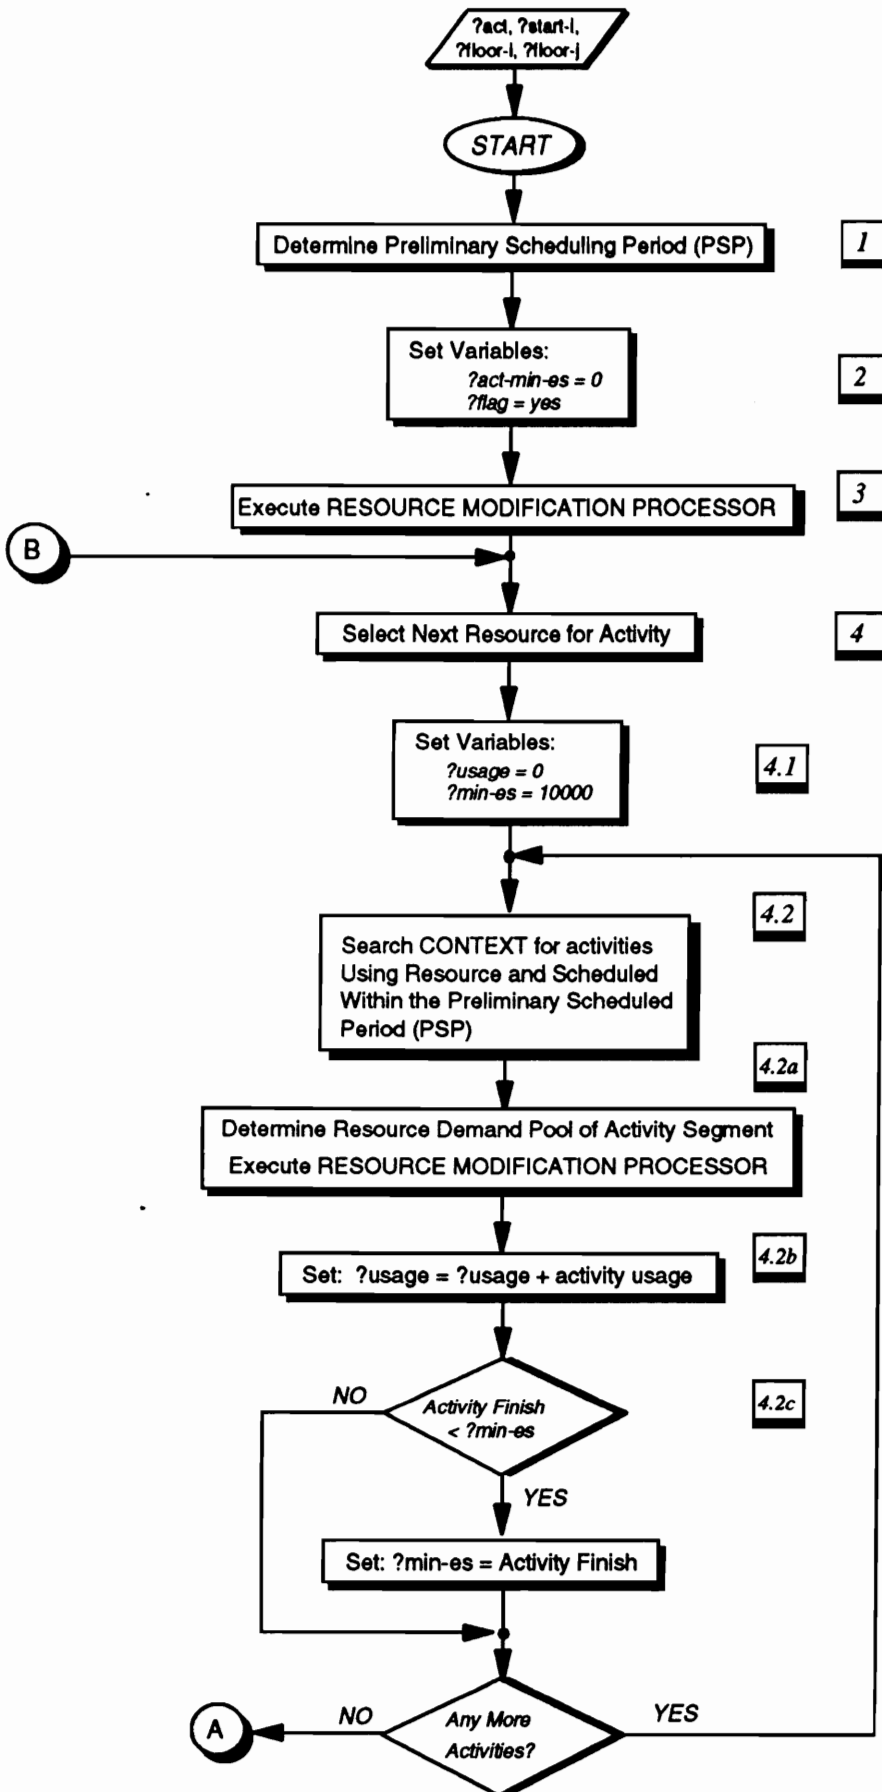 ?act, ?start-i,
?floor-i, ?floor-j
START
Determine Preliminary Scheduling Period (PSP)
1
Set Variables:
?act-min-es = 0
?flag = yes
2
Execute RESOURCE MODIFICATION PROCESSOR
3
B
Select Next Resource for Activity
4
Set Variables:
?usage = 0
?min-es = 10000
4.1
Search CONTEXT for activities
Using Resource and Scheduled
Within the Preliminary Scheduled
Period (PSP)
4.2
4.2a
Determine Resource Demand Pool of Activity Segment
Execute RESOURCE MODIFICATION PROCESSOR
4.2b
Set: ?usage = ?usage + activity usage
4.2c
NO
Activity Finish
< ?min-es
YES
Set: ?min-es = Activity Finish
A
NO
Any More
Activities?
YES